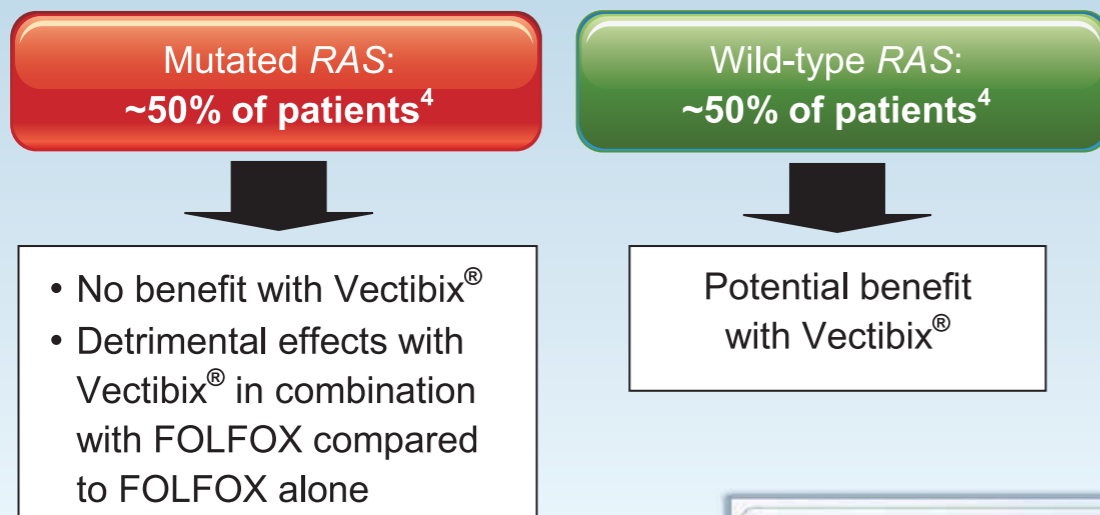 Mutated RAS:
~50% of patients4
• No benefit with Vectibix®
• Detrimental effects with
Vectibix® in combination
with FOLFOX compared
to FOLFOX alone
Wild-type RAS:
~50% of patients4
Potential benefit
with Vectibix®